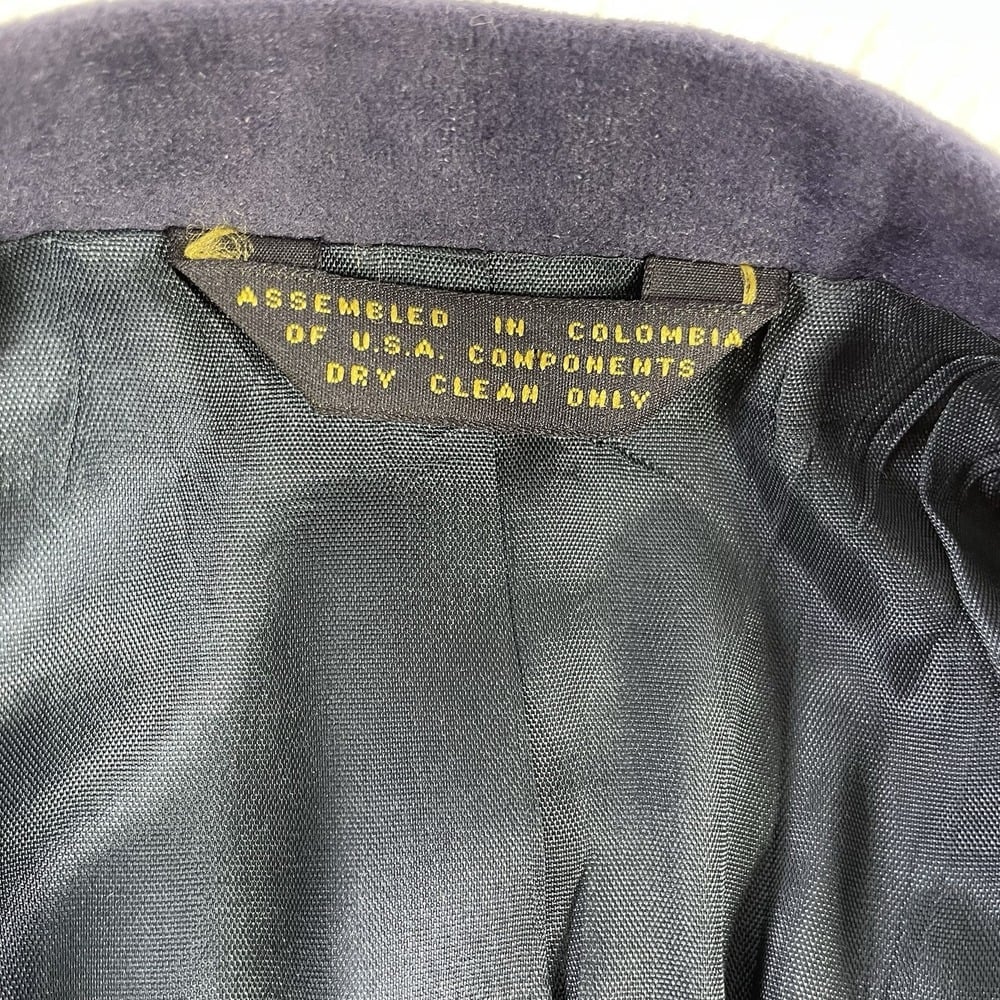 ASSEMBLED IN COLOMBIA
OF U.S.A. COMPONENTS
DRY CLEAN ONLY